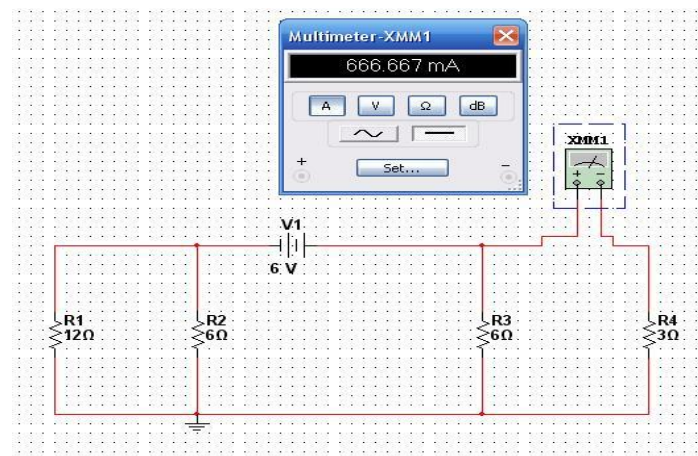 Multimeter-XMM1
666.667 mA
A V Ω dB
+ Set... −
XMM1
+ −
V1
6 V
R1
12Ω
R2
6Ω
R3
6Ω
R4
3Ω